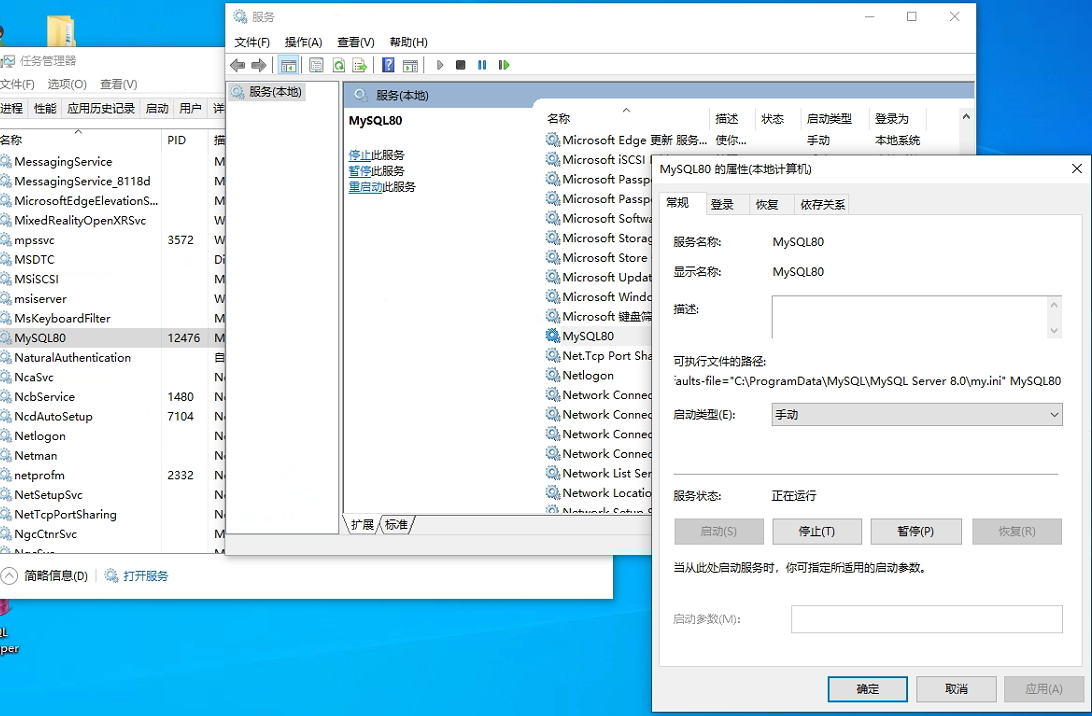 服务
文件(F) 操作(A) 查看(V) 帮助(H)
任务管理器
文件(F) 选项(O) 查看(V)
进程 性能 应用历史记录 启动 用户
名称 PID
MessagingService
MessagingService_8118d
MicrosoftEdgeElevationS...
MixedRealityOpenXRSvc
mpssvc 3572
MSDTC
MSiSCSI
msiserver
MsKeyboardFilter
MySQL80 12476
NaturalAuthentication
NcaSvc
NcbService 1480
NcdAutoSetup 7104
Netlogon
Netman
netprofm 2332
NetSetupSvc
NetTcpPortSharing
NgcCtnrSvc
NgcSvc
简略信息(D) 打开服务
服务(本地)
服务(本地)
MySQL80
停止此服务
暂停此服务
重启动此服务
名称 描述 状态 启动类型 登录为
Microsoft Edge 更新 服务... 使你... 手动 本地系统
Microsoft iSCSI
Microsoft Passp
Microsoft Passp
Microsoft Softwa
Microsoft Storag
Microsoft Store
Microsoft Updat
Microsoft Windo
Microsoft 键盘筛
MySQL80
Net.Tcp Port Sha
Netlogon
Network Connec
Network Connec
Network Connec
Network Connec
Network List Ser
Network Locatio
Network Setup S
扩展 标准
MySQL80 的属性(本地计算机)
常规 登录 恢复 依存关系
服务名称: MySQL80
显示名称: MySQL80
描述:
可执行文件的路径:
faults-file="C:\ProgramData\MySQL\MySQL Server 8.0\my.ini" MySQL80
启动类型(E): 手动
服务状态: 正在运行
启动(S) 停止(T) 暂停(P) 恢复(R)
当从此处启动服务时，你可指定所适用的启动参数。
启动参数(M):
确定 取消 应用(A)